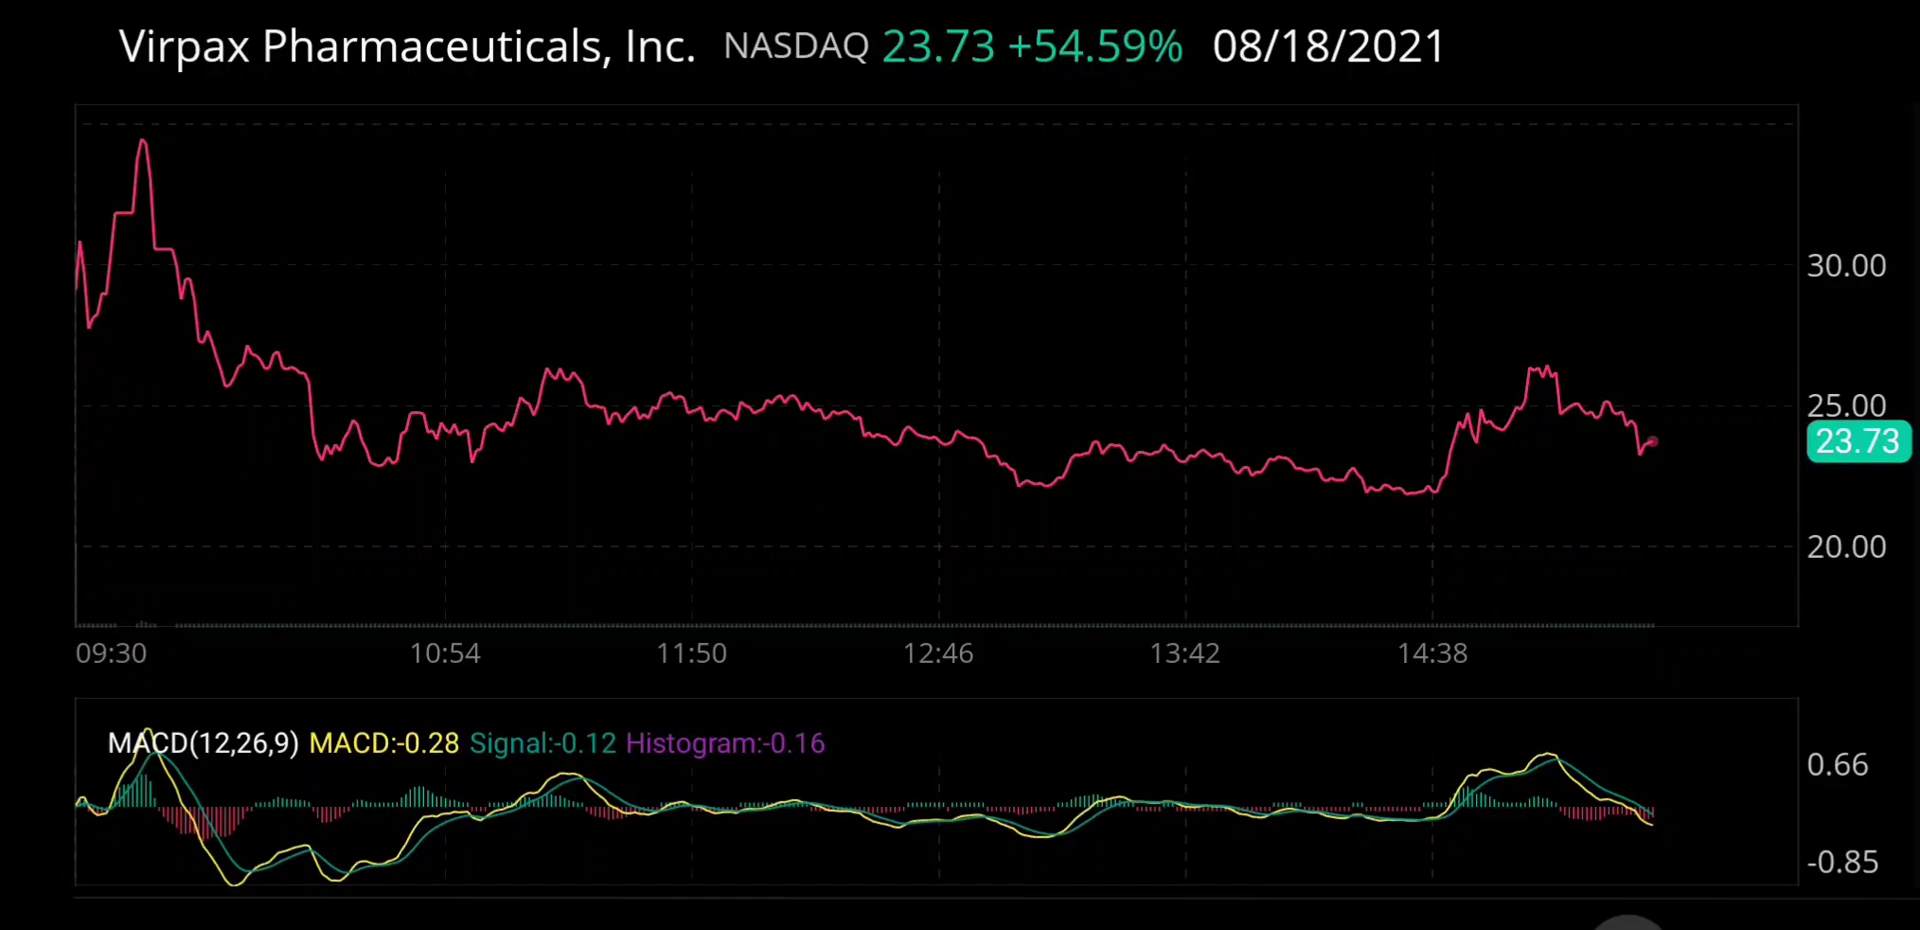 Virpax Pharmaceuticals, Inc. NASDAQ 23.73 +54.59% 08/18/2021
30.00
25.00
23.73
20.00
09:30 10:54 11:50 12:46 13:42 14:38
MACD(12,26,9) MACD:-0.28 Signal:-0.12 Histogram:-0.16
0.66
-0.85